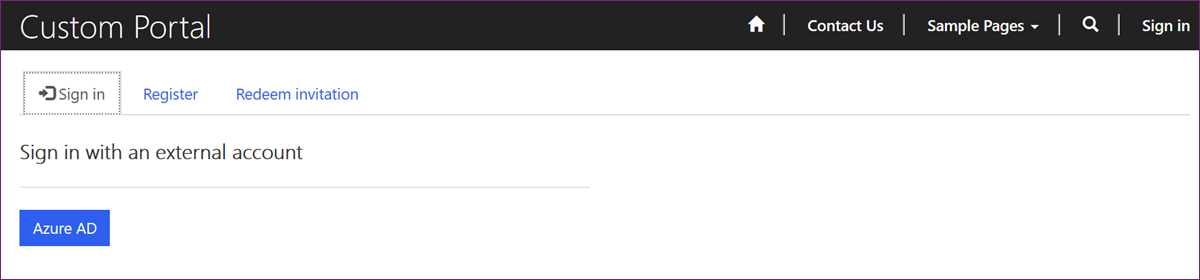 Custom Portal
Contact Us
Sample Pages
Sign in
Sign in
Register
Redeem invitation
Sign in with an external account
Azure AD